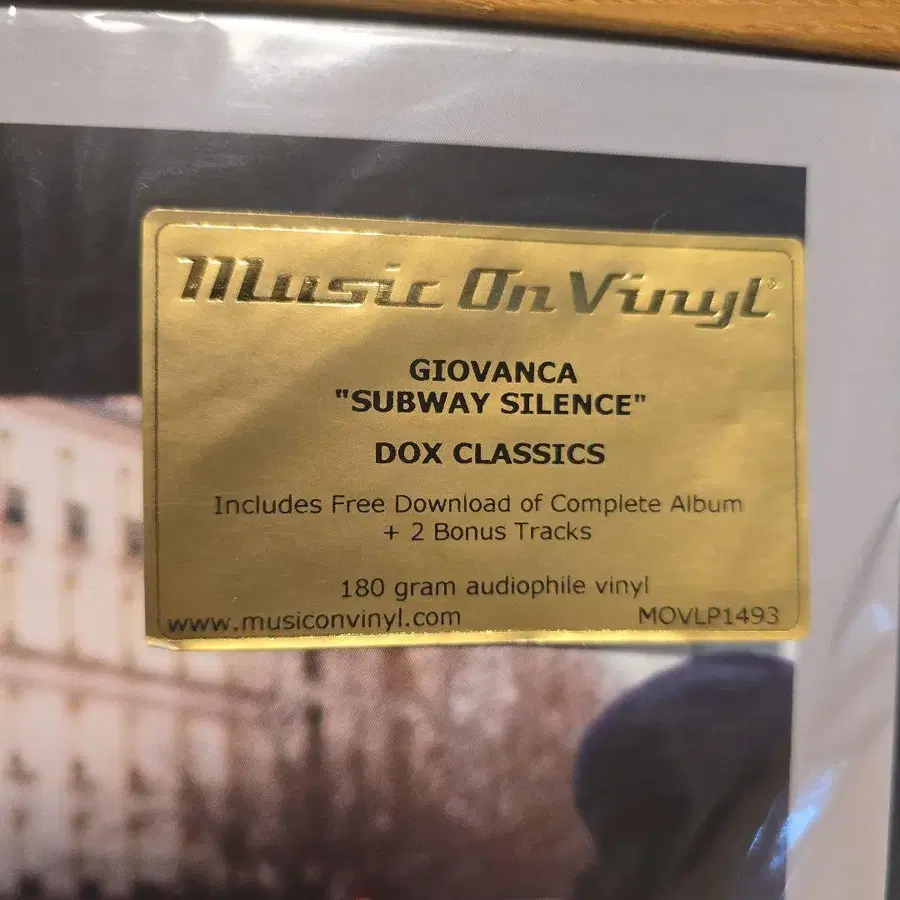 Music On Vinyl®
GIOVANCA
"SUBWAY SILENCE"
DOX CLASSICS
Includes Free Download of Complete Album
+ 2 Bonus Tracks
180 gram audiophile vinyl
www.musiconvinyl.com MOVLP1493